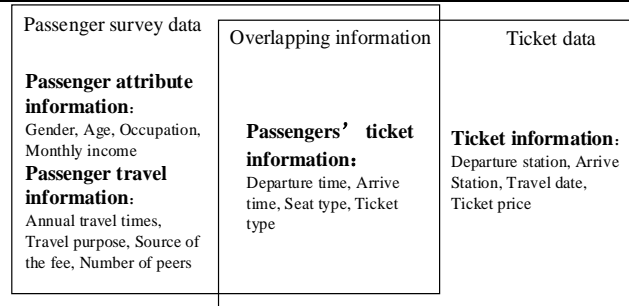 Passenger survey data
Passenger attribute
information:
Gender, Age, Occupation,
Monthly income
Passenger travel
information:
Annual travel times,
Travel purpose, Source of
the fee, Number of peers
Overlapping information
Passengers’ ticket
information:
Departure time, Arrive
time, Seat type, Ticket
type
Ticket data
Ticket information:
Departure station, Arrive
Station, Travel date,
Ticket price